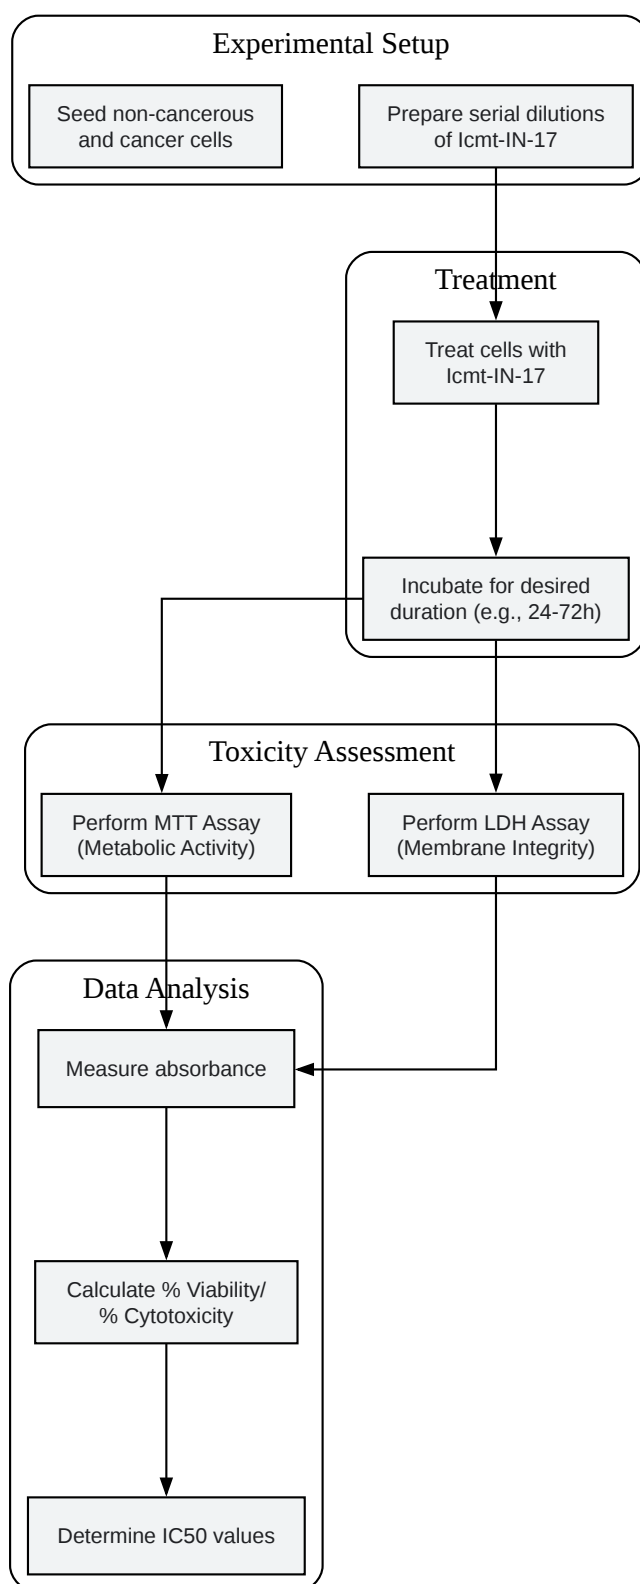 Experimental Setup
Seed non-cancerous
and cancer cells
Prepare serial dilutions
of Icmt-IN-17
Treatment
Treat cells with
Icmt-IN-17
Incubate for desired
duration (e.g., 24-72h)
Toxicity Assessment
Perform MTT Assay
(Metabolic Activity)
Perform LDH Assay
(Membrane Integrity)
Data Analysis
Measure absorbance
Calculate % Viability/
% Cytotoxicity
Determine IC50 values